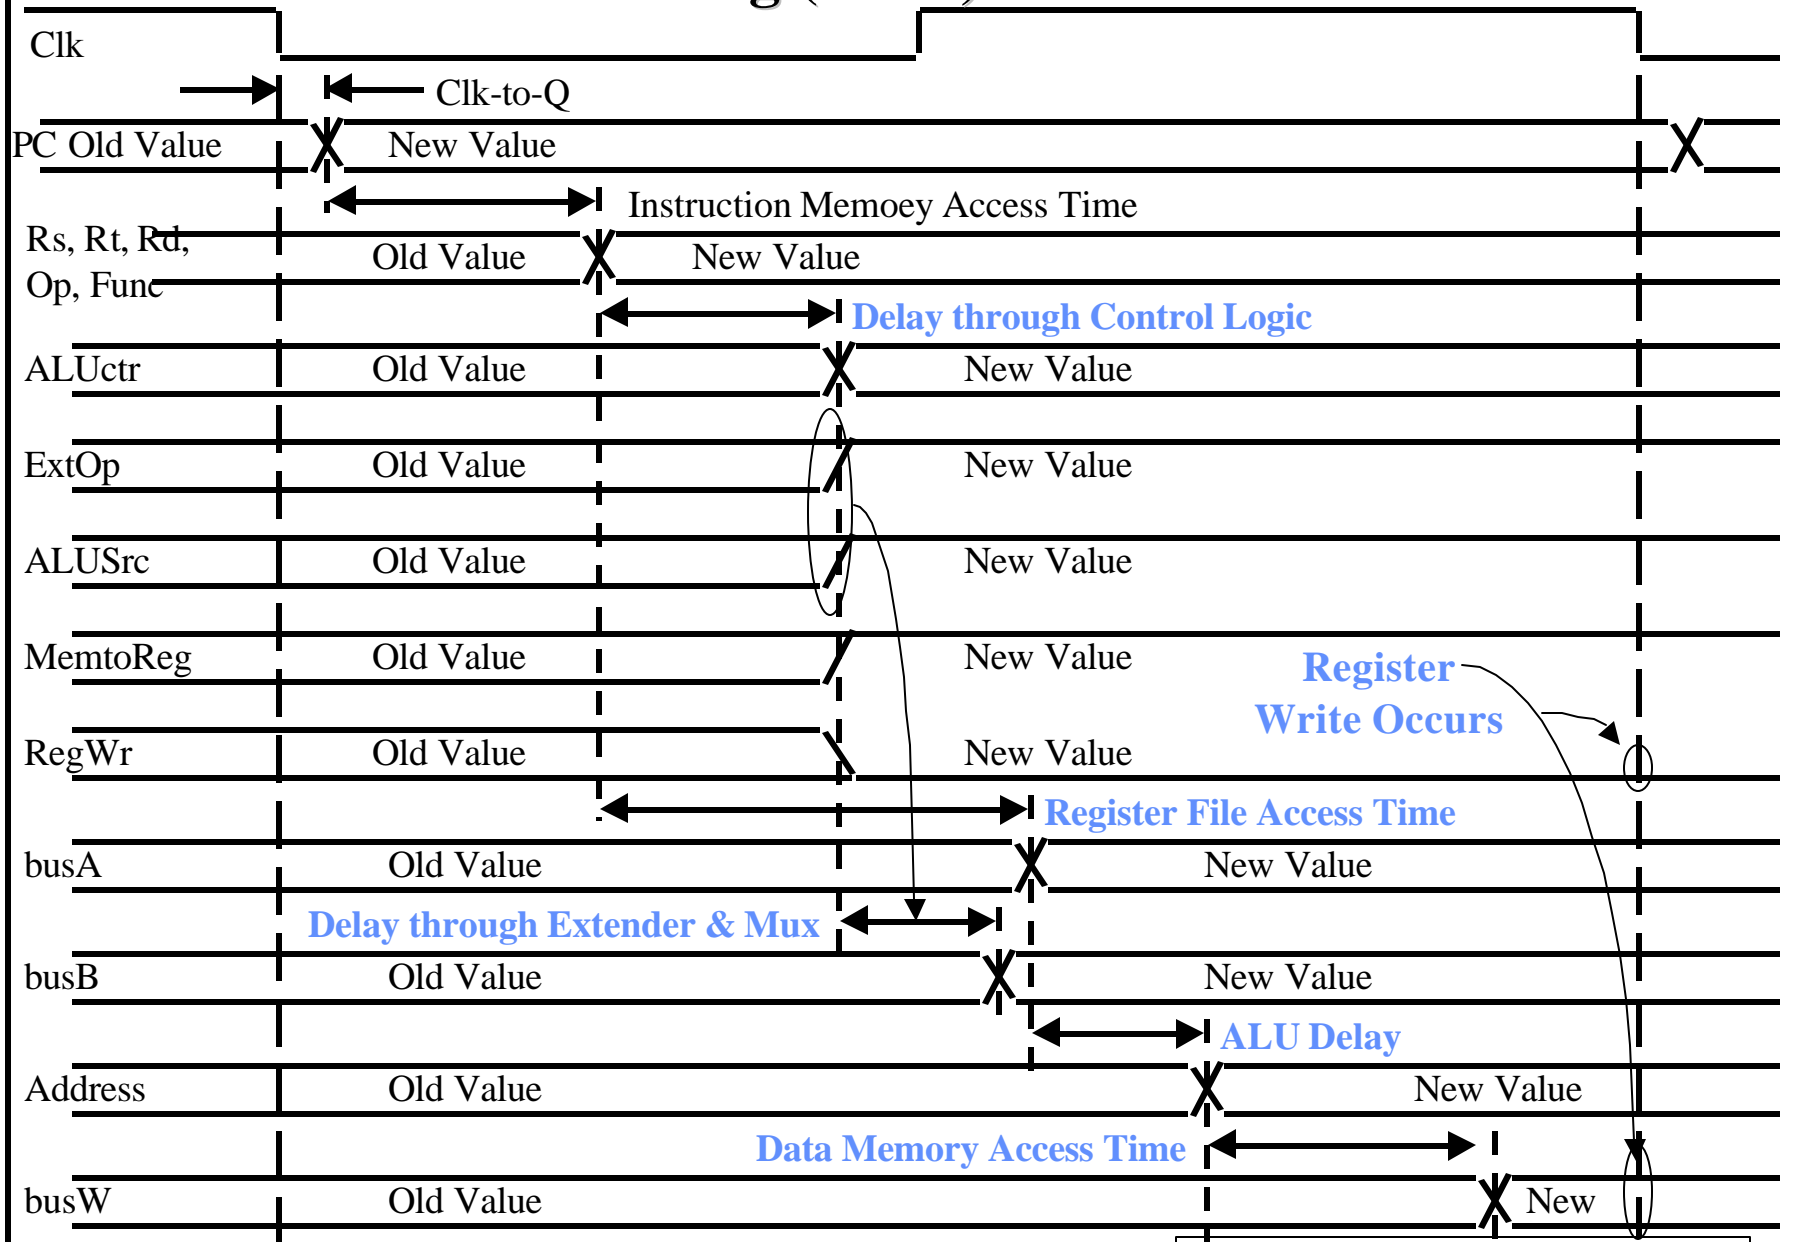 Clk
Clk-to-Q
PC Old Value New Value
Instruction Memoey Access Time
Rs, Rt, Rd,
Op, Func
Old Value New Value
Delay through Control Logic
ALUctr Old Value New Value
ExtOp Old Value New Value
ALUSrc Old Value New Value
MemtoReg Old Value New Value
Register
Write Occurs
RegWr Old Value New Value
Register File Access Time
busA Old Value New Value
Delay through Extender & Mux
busB Old Value New Value
ALU Delay
Address Old Value New Value
Data Memory Access Time
busW Old Value New